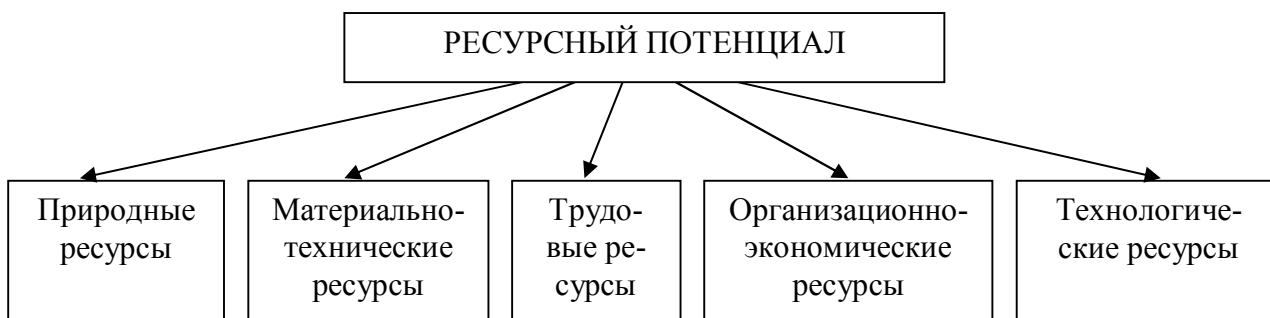 РЕСУРСНЫЙ ПОТЕНЦИАЛ
Природные
ресурсы
Материально-
технические
ресурсы
Трудо-
вые ре-
сурсы
Организационно-
экономические
ресурсы
Технологиче-
ские ресурсы